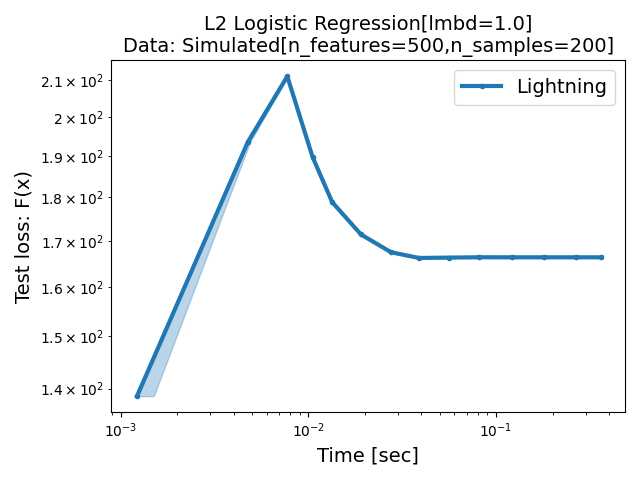 L2 Logistic Regression[lmbd=1.0]
Data: Simulated[n_features=500,n_samples=200]
Lightning
Test loss: F(x)
2.1 × 10²
2 × 10²
1.9 × 10²
1.8 × 10²
1.7 × 10²
1.6 × 10²
1.5 × 10²
1.4 × 10²
10⁻³
10⁻²
10⁻¹
Time [sec]